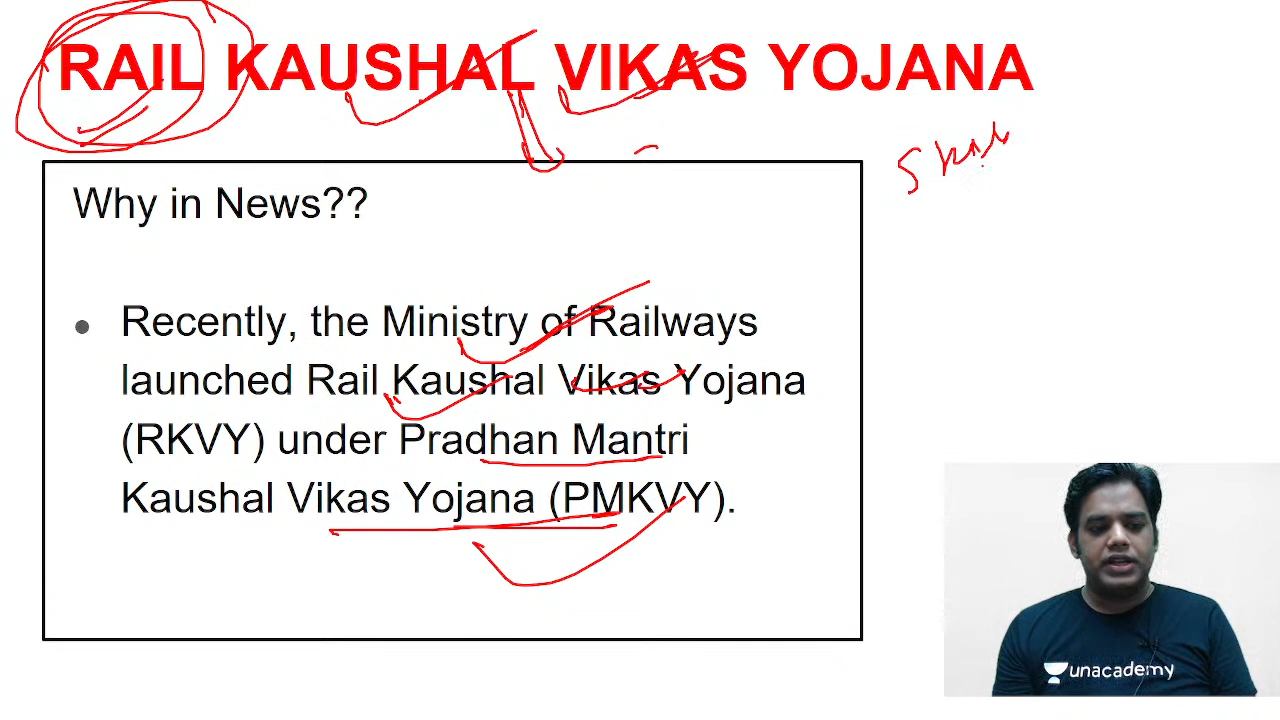 RAIL KAUSHAL VIKAS YOJANA
Why in News??
Recently, the Ministry of Railways
launched Rail Kaushal Vikas Yojana
(RKVY) under Pradhan Mantri
Kaushal Vikas Yojana (PMKVY).
unacademy